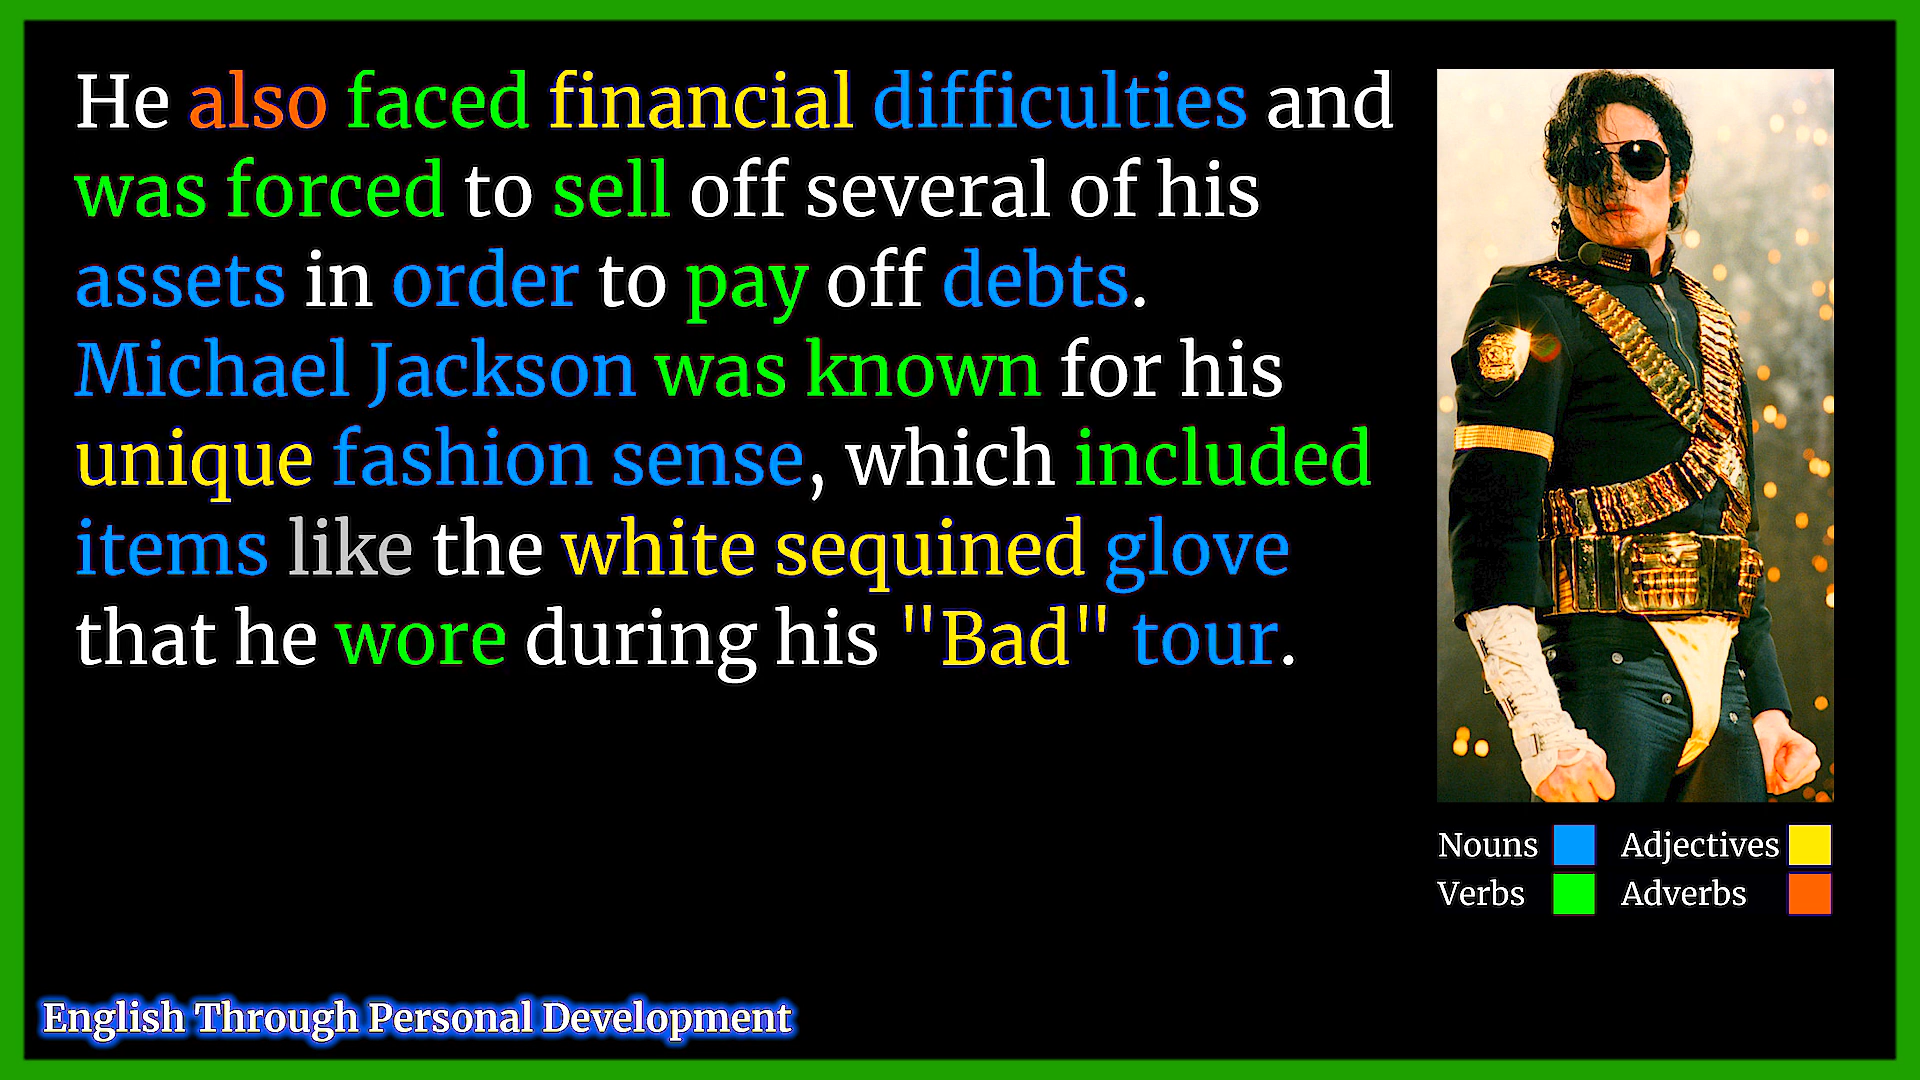 He also faced financial difficulties and
was forced to sell off several of his
assets in order to pay off debts.
Michael Jackson was known for his
unique fashion sense, which included
items like the white sequined glove
that he wore during his "Bad" tour.
Nouns Adjectives
Verbs Adverbs
English Through Personal Development